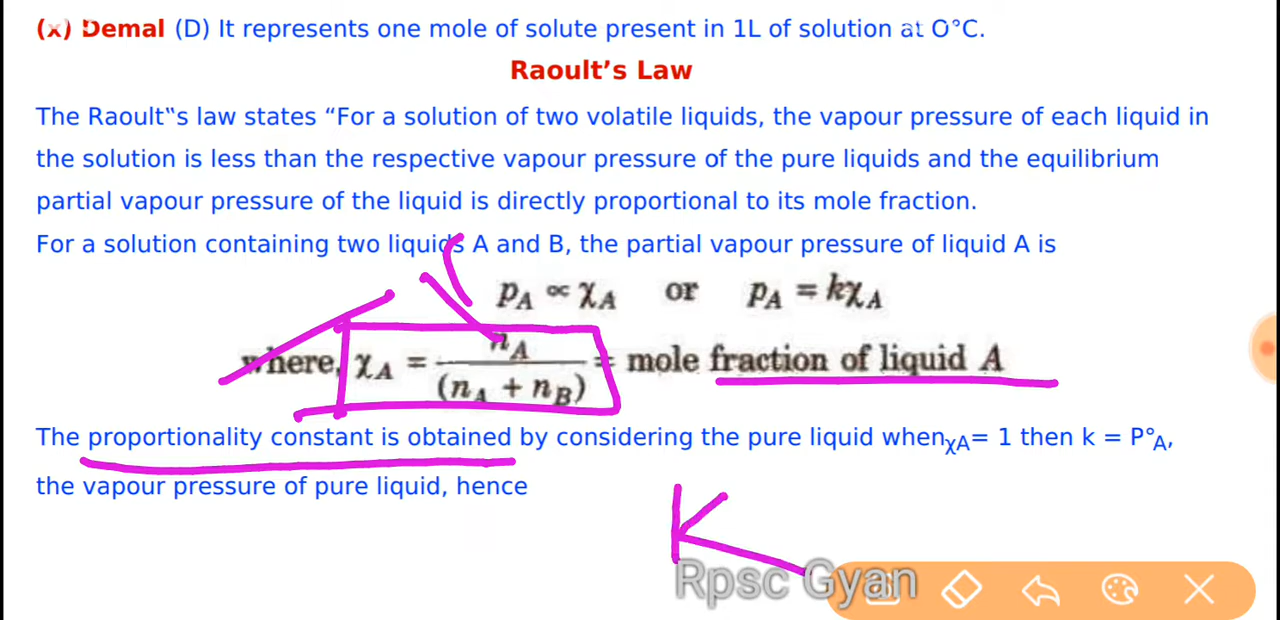 (x) Demal (D) It represents one mole of solute present in 1L of solution at O°C.
Raoult’s Law
The Raoult‟s law states “For a solution of two volatile liquids, the vapour pressure of each liquid in
the solution is less than the respective vapour pressure of the pure liquids and the equilibrium
partial vapour pressure of the liquid is directly proportional to its mole fraction.
For a solution containing two liquids A and B, the partial vapour pressure of liquid A is
pA ∝ χA or pA = kχA
where, χA = nA / (nA + nB) = mole fraction of liquid A
The proportionality constant is obtained by considering the pure liquid when χA= 1 then k = P°A,
the vapour pressure of pure liquid, hence
K
Rpsc Gyan